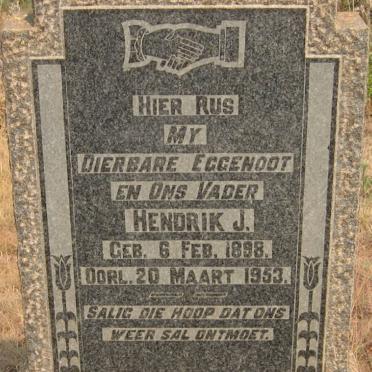 HIER RUS
MY
DIERBARE EGGENOOT
EN ONS VADER
HENDRIK J.
GEB. 6 FEB. 1898.
OORL. 20 MAART 1953.
SALIG DIE HOOP DAT ONS
WEER SAL ONTMOET.